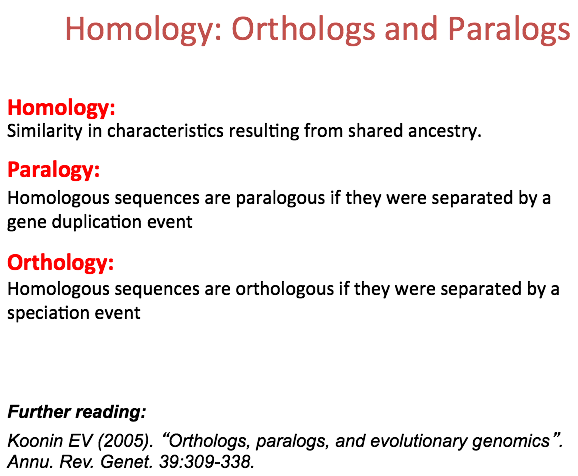 Homology: Orthologs and Paralogs
Homology:
Similarity in characteristics resulting from shared ancestry.
Paralogy:
Homologous sequences are paralogous if they were separated by a
gene duplication event
Orthology:
Homologous sequences are orthologous if they were separated by a
speciation event
Further reading:
Koonin EV (2005). “Orthologs, paralogs, and evolutionary genomics”.
Annu. Rev. Genet. 39:309-338.